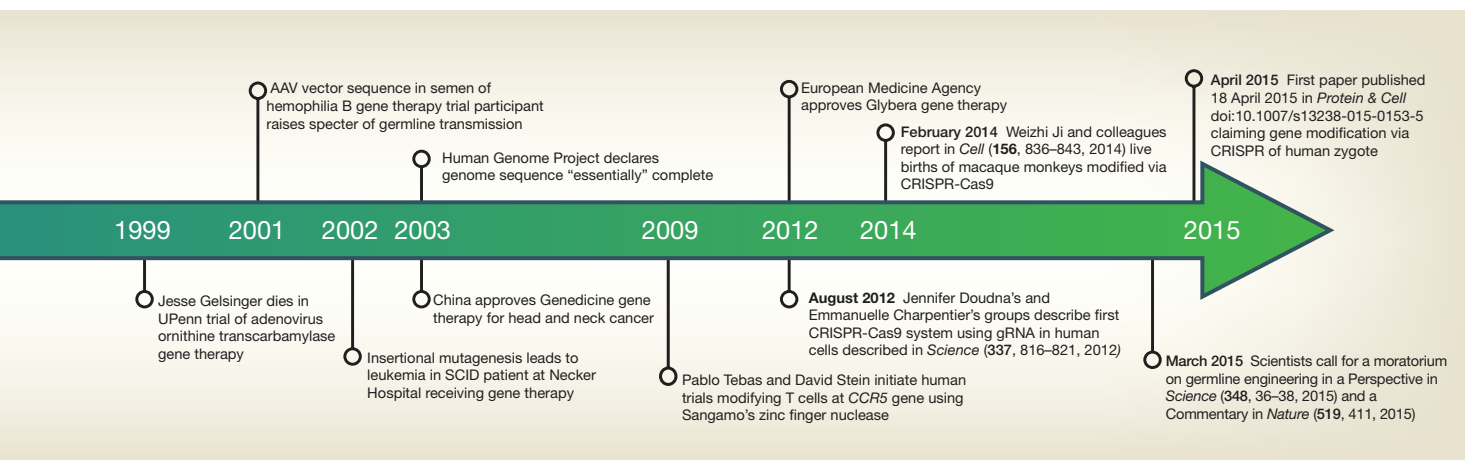 AAV vector sequence in semen of
hemophilia B gene therapy trial participant
raises specter of germline transmission
Human Genome Project declares
genome sequence “essentially” complete
European Medicine Agency
approves Glybera gene therapy
February 2014 Weizhi Ji and colleagues
report in Cell (156, 836–843, 2014) live
births of macaque monkeys modified via
CRISPR-Cas9
April 2015 First paper published
18 April 2015 in Protein & Cell
doi:10.1007/s13238-015-0153-5
claiming gene modification via
CRISPR of human zygote
1999 2001 2002 2003 2009 2012 2014 2015
Jesse Gelsinger dies in
UPenn trial of adenovirus
ornithine transcarbamylase
gene therapy
Insertional mutagenesis leads to
leukemia in SCID patient at Necker
Hospital receiving gene therapy
China approves Genedicine gene
therapy for head and neck cancer
Pablo Tebas and David Stein initiate human
trials modifying T cells at CCR5 gene using
Sangamo’s zinc finger nuclease
August 2012 Jennifer Doudna’s and
Emmanuelle Charpentier’s groups describe first
CRISPR-Cas9 system using gRNA in human
cells described in Science (337, 816–821, 2012)
March 2015 Scientists call for a moratorium
on germline engineering in a Perspective in
Science (348, 36–38, 2015) and a
Commentary in Nature (519, 411, 2015)